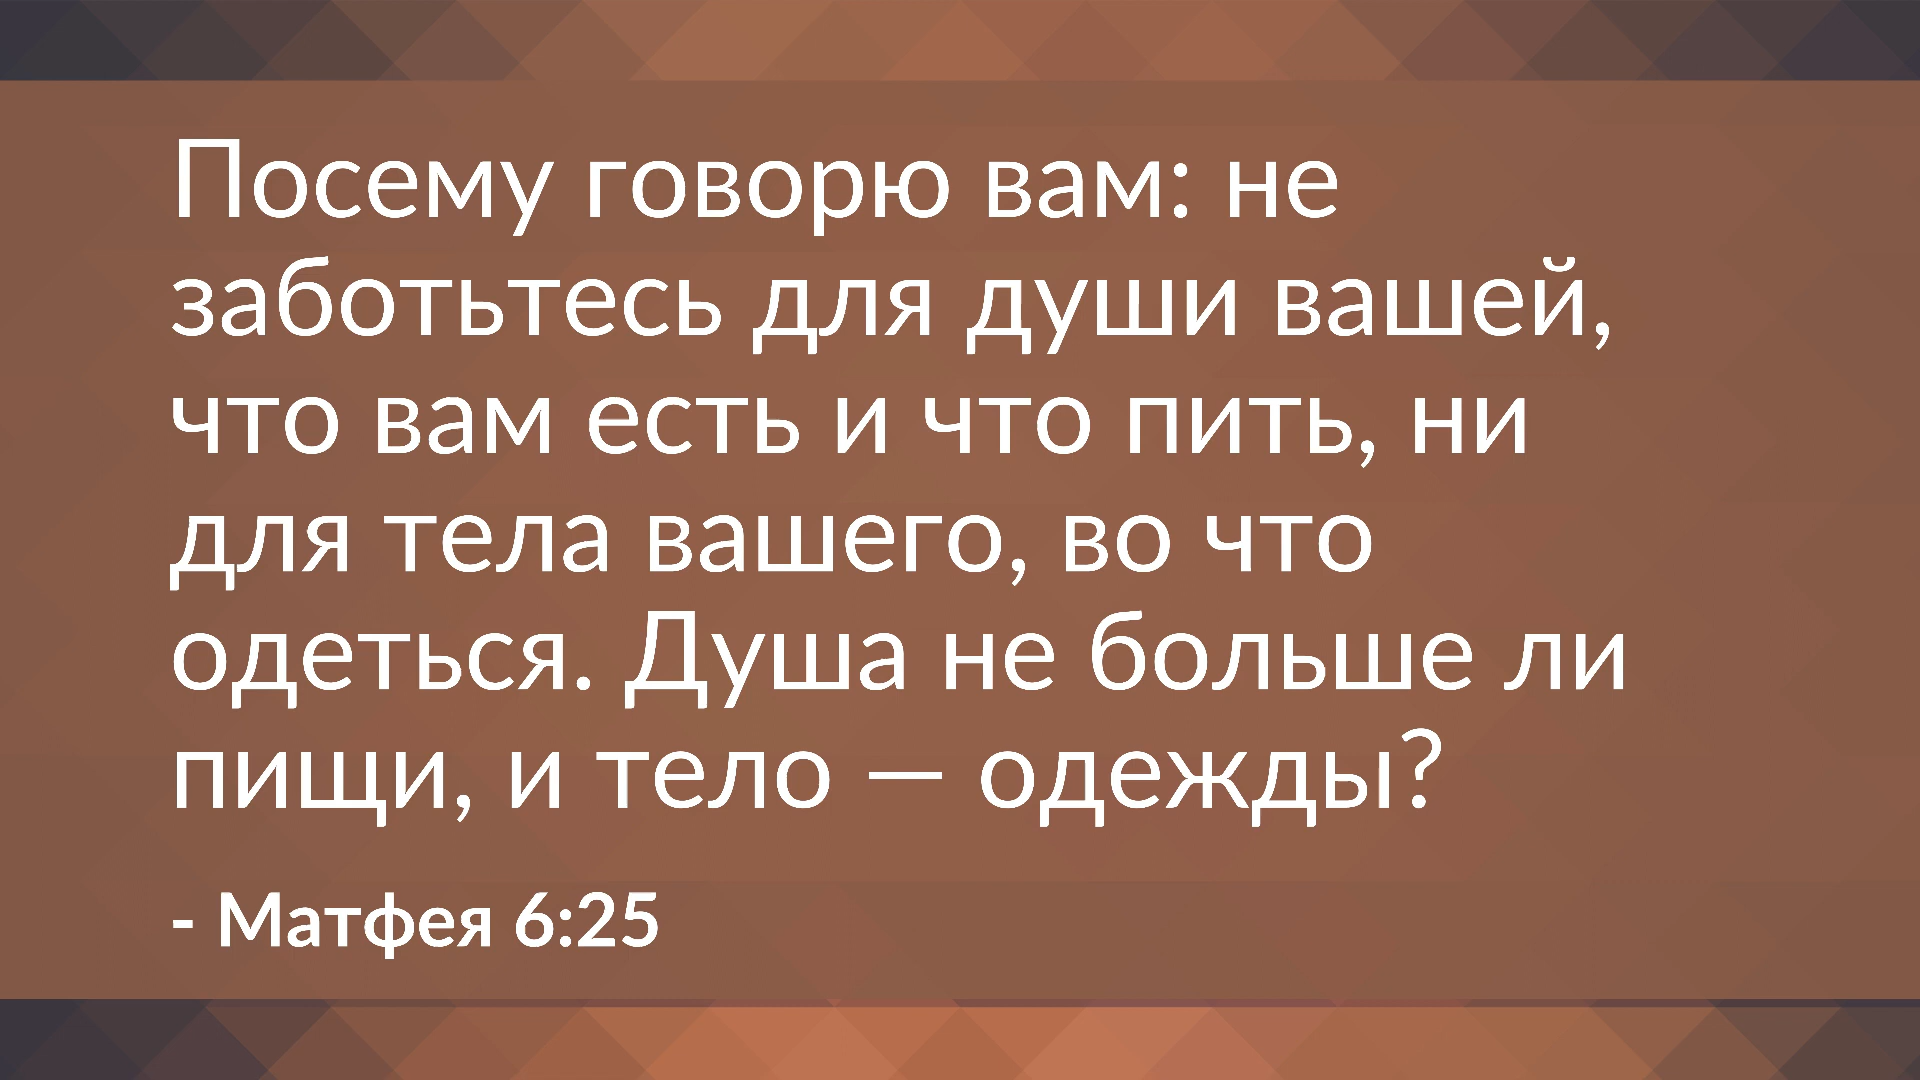 Посему говорю вам: не
заботьтесь для души вашей,
что вам есть и что пить, ни
для тела вашего, во что
одеться. Душа не больше ли
пищи, и тело — одежды?
- Матфея 6:25